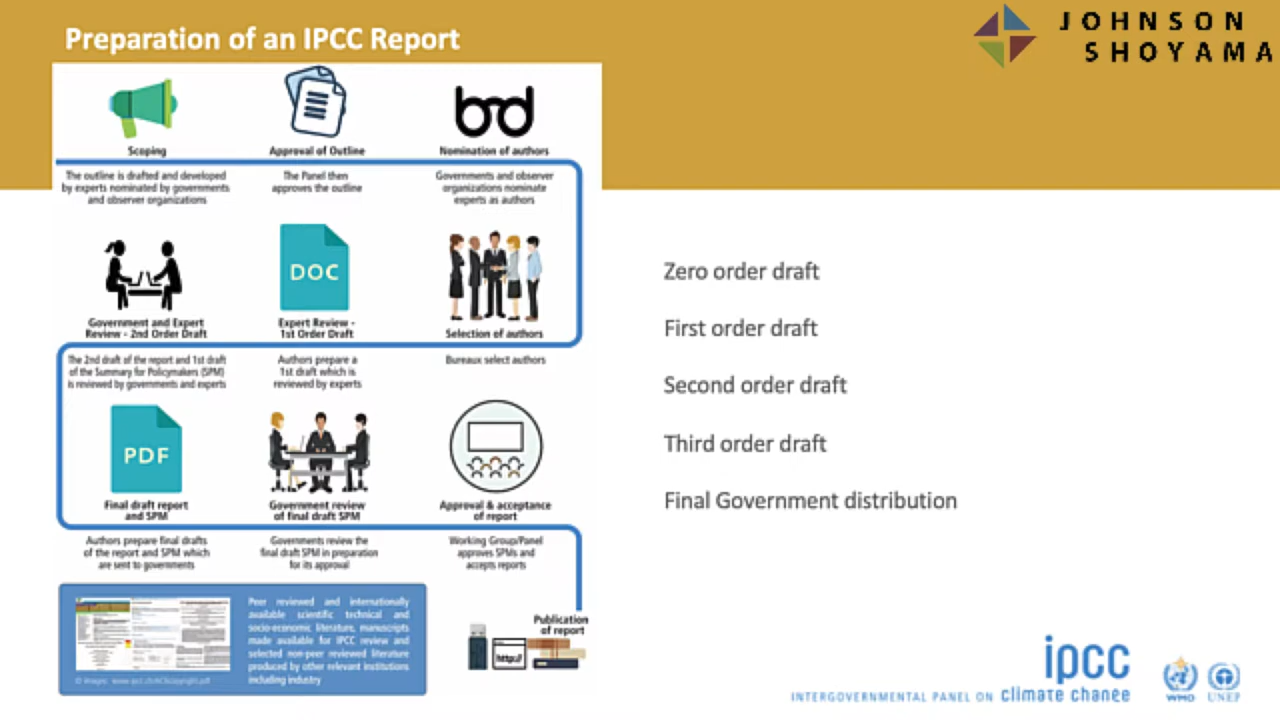 Preparation of an IPCC Report
JOHNSON
SHOYAMA
Scoping
The outline is drafted and developed
by experts nominated by governments
and observer organizations
Approval of Outline
The Panel then
approves the outline
Nomination of authors
Governments and observer
organizations nominate
experts as authors
Government and Expert
Review - 2nd Order Draft
The 2nd draft of the report and 1st draft
of the Summary for Policymakers (SPM)
is reviewed by governments and experts
DOC
Expert Review -
1st Order Draft
Authors prepare a
1st draft which is
reviewed by experts
Selection of authors
Bureaux select authors
PDF
Final draft report
and SPM
Authors prepare final drafts
of the report and SPM which
are sent to governments
Government review
of final draft SPM
Governments review the
final draft SPM in preparation
for its approval
Approval & acceptance
of report
Working Group/Panel
approves SPMs and
accepts reports
Peer reviewed and internationally
available scientific technical and
socio-economic literature, manuscripts
made available for IPCC review and
selected non-peer reviewed literature
produced by other relevant institutions
including industry
Publication
of report
http://
Zero order draft
First order draft
Second order draft
Third order draft
Final Government distribution
ipcc
INTERGOVERNMENTAL PANEL ON climate change
WMO
UNEP